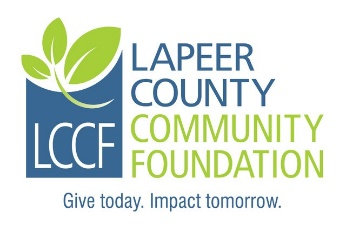 LCCF
LAPEER
COUNTY
COMMUNITY
FOUNDATION
Give today. Impact tomorrow.